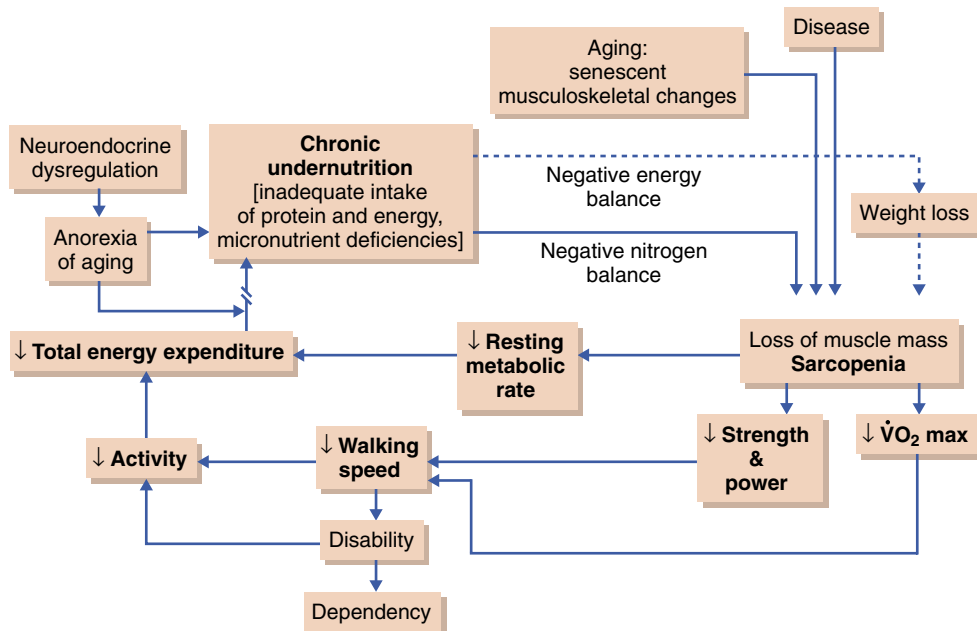 Disease
Aging:
senescent
musculoskeletal changes
Neuroendocrine
dysregulation
Chronic
undernutrition
[inadequate intake
of protein and energy,
micronutrient deficiencies]
Negative energy
balance
Weight loss
Anorexia
of aging
Negative nitrogen
balance
↓ Total energy expenditure
↓ Resting
metabolic
rate
Loss of muscle mass
Sarcopenia
↓ Activity
↓ Walking
speed
↓ Strength
&
power
↓ V̇O₂ max
Disability
Dependency